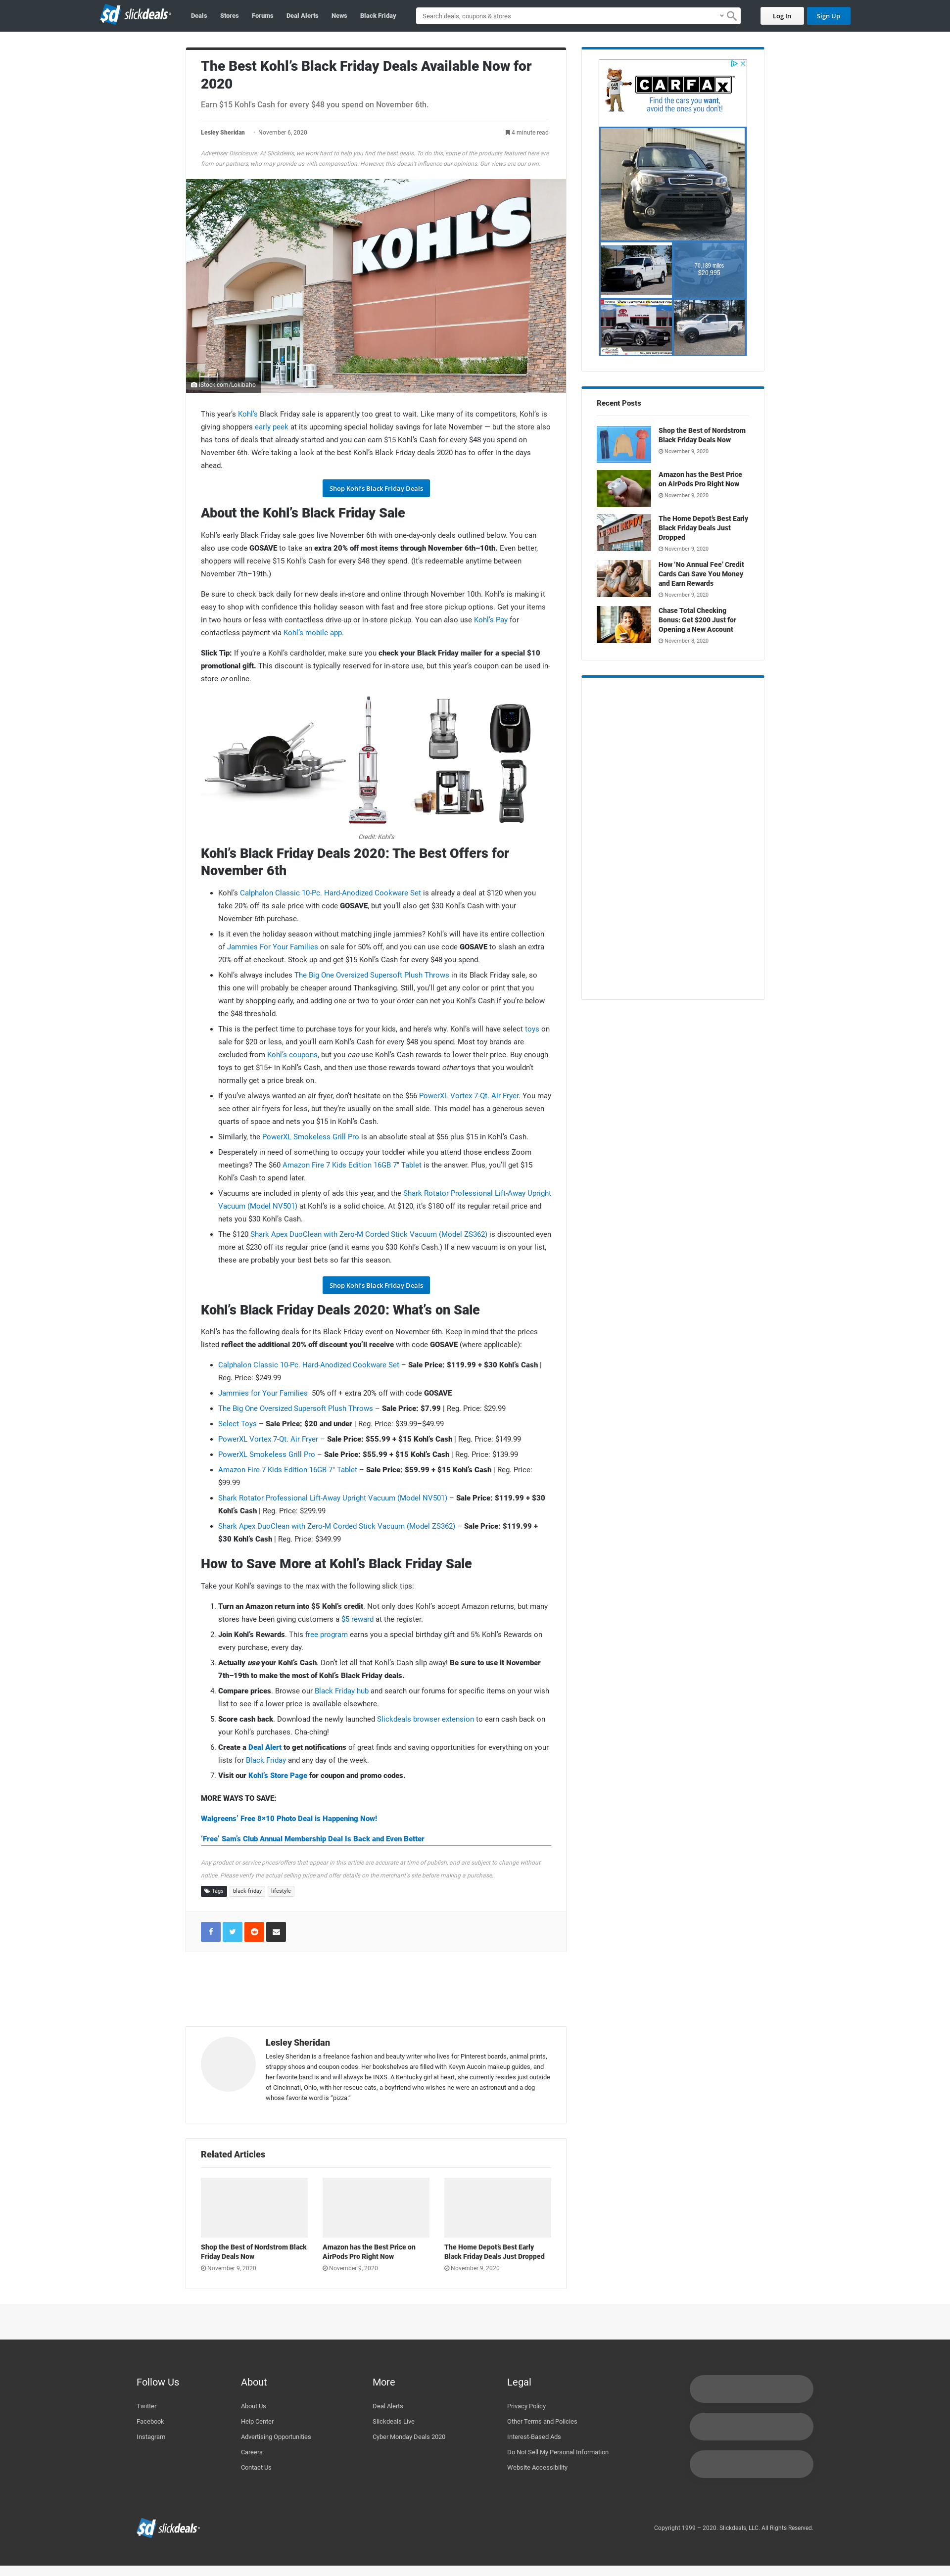 slickdeals
Deals Stores Forums Deal Alerts News Black Friday
Search deals, coupons & stores
Log In Sign Up
The Best Kohl's Black Friday Deals Available Now for
2020
Earn $15 Kohl's Cash for every $48 you spend on November 6th.
Lesley Sheridan - November 6, 2020 4 minute read
Advertiser Disclosure: At Slickdeals, we work hard to help you find the best deals. To do this, some of the products featured here are
from our partners, who may provide us with compensation. However, this doesn't influence our opinions. Our views are our own.
KOHL'S
iStock.com/LokiDatio
This year's Kohl's Black Friday sale is apparently too great to wait. Like many of its competitors, Kohl's is
giving shoppers early peek at its upcoming special holiday savings for late November — but the store also
has tons of deals that already started and you can earn $15 Kohl's Cash for every $48 you spend on
November 6th. We're taking a look at the best Kohl's Black Friday deals 2020 has to offer in the days
ahead.
Shop Kohl's Black Friday Deals
About the Kohl's Black Friday Sale
Kohl's early Black Friday sale goes live November 6th with one-day-only deals outlined below. You can
also use code GOSAVE to take an extra 20% off most items through November 6th–10th. Even better,
shoppers will receive $15 Kohl's Cash for every $48 they spend. (It's redeemable anytime between
November 7th–19th.)
Be sure to check back daily for new deals in-store and online through November 10th. Kohl's is making it
easy to shop with confidence this holiday season with fast and free store pickup options. Get your items
in two hours or less with contactless drive-up or in-store pickup. You can also use Kohl's Pay for
contactless payment via Kohl's mobile app.
Slick Tip: If you're a Kohl's cardholder, make sure you check your Black Friday mailer for a special $10
promotional gift. This discount is typically reserved for in-store use, but this year's coupon can be used in-
store or online.
Credit: Kohl's
Kohl's Black Friday Deals 2020: The Best Offers for
November 6th
• Kohl's Calphalon Classic 10-Pc. Hard-Anodized Cookware Set is already a deal at $120 when you
take 20% off its sale price with code GOSAVE, but you'll also get $30 Kohl's Cash with your
November 6th purchase.
• Is it even the holiday season without matching jingle jammies? Kohl's will have its entire collection
of Jammies For Your Families on sale for 50% off, and you can use code GOSAVE to slash an extra
20% off at checkout. Stock up and get $15 Kohl's Cash for every $48 you spend.
• Kohl's always includes The Big One Oversized Supersoft Plush Throws in its Black Friday sale, so
this one will probably be cheaper around Thanksgiving. Still, you'll get any color or print that you
want by shopping early, and adding one or two to your order can net you Kohl's Cash if you're below
the $48 threshold.
• This is the perfect time to purchase toys for your kids, and here's why. Kohl's will have select toys on
sale for $20 or less, and you'll earn Kohl's Cash for every $48 you spend. Most toy brands are
excluded from Kohl's coupons, but you can use Kohl's Cash rewards to lower their price. Buy enough
toys to get $15+ in Kohl's Cash, and then use those rewards toward other toys that you wouldn't
normally get a price break on.
• If you've always wanted an air fryer, don't hesitate on the $56 PowerXL Vortex 7-Qt. Air Fryer. You may
see other air fryers for less, but they're usually on the small side. This model has a generous seven
quarts of space and nets you $15 in Kohl's Cash.
• Similarly, the PowerXL Smokeless Grill Pro is an absolute steal at $56 plus $15 in Kohl's Cash.
• Desperately in need of something to occupy your toddler while you attend those endless Zoom
meetings? The $60 Amazon Fire 7 Kids Edition 16GB 7" Tablet is the answer. Plus, you'll get $15
Kohl's Cash to spend later.
• Vacuums are included in plenty of ads this year, and the Shark Rotator Professional Lift-Away Upright
Vacuum (Model NV501) at Kohl's is a solid choice. At $120, it's $180 off its regular retail price and
nets you $30 Kohl's Cash.
• The $120 Shark Apex DuoClean with Zero-M Corded Stick Vacuum (Model ZS362) is discounted even
more at $230 off its regular price (and it earns you $30 Kohl's Cash.) If a new vacuum is on your list,
these are probably your best bets so far this season.
Shop Kohl's Black Friday Deals
Kohl's Black Friday Deals 2020: What's on Sale
Kohl's has the following deals for its Black Friday event on November 6th. Keep in mind that the prices
listed reflect the additional 20% off discount you'll receive with code GOSAVE (where applicable):
• Calphalon Classic 10-Pc. Hard-Anodized Cookware Set – Sale Price: $119.99 + $30 Kohl's Cash |
Reg. Price: $249.99
• Jammies for Your Families 50% off + extra 20% off with code GOSAVE
• The Big One Oversized Supersoft Plush Throws – Sale Price: $7.99 | Reg. Price: $29.99
• Select Toys – Sale Price: $20 and under | Reg. Price: $39.99–$49.99
• PowerXL Vortex 7-Qt. Air Fryer – Sale Price: $55.99 + $15 Kohl's Cash | Reg. Price: $149.99
• PowerXL Smokeless Grill Pro – Sale Price: $55.99 + $15 Kohl's Cash | Reg. Price: $139.99
• Amazon Fire 7 Kids Edition 16GB 7" Tablet – Sale Price: $59.99 + $15 Kohl's Cash | Reg. Price:
$99.99
• Shark Rotator Professional Lift-Away Upright Vacuum (Model NV501) – Sale Price: $119.99 + $30
Kohl's Cash | Reg. Price: $299.99
• Shark Apex DuoClean with Zero-M Corded Stick Vacuum (Model ZS362) – Sale Price: $119.99 +
$30 Kohl's Cash | Reg. Price: $349.99
How to Save More at Kohl's Black Friday Sale
Take your Kohl's savings to the max with the following slick tips:
1. Turn an Amazon return into $5 Kohl's credit. Not only does Kohl's accept Amazon returns, but many
stores have been giving customers a $5 reward at the register.
2. Join Kohl's Rewards. This free program earns you a special birthday gift and 5% Kohl's Rewards on
every purchase, every day.
3. Actually use your Kohl's Cash. Don't let all that Kohl's Cash slip away! Be sure to use it November
7th–19th to make the most of Kohl's Black Friday deals.
4. Compare prices. Browse our Black Friday hub and search our forums for specific items on your wish
list to see if a lower price is available elsewhere.
5. Score cash back. Download the newly launched Slickdeals browser extension to earn cash back on
your Kohl's purchases. Cha-ching!
6. Create a Deal Alert to get notifications of great finds and saving opportunities for everything on your
lists for Black Friday and any day of the week.
7. Visit our Kohl's Store Page for coupon and promo codes.
MORE WAYS TO SAVE:
Walgreens' Free 8×10 Photo Deal is Happening Now!
'Free' Sam's Club Annual Membership Deal Is Back and Even Better
Any product or service prices/offers that appear in this article are accurate at time of publish, and are subject to change without
notice. Please verify the actual selling price and offer details on the merchant's site before making a purchase.
Tags black-friday lifestyle
Lesley Sheridan
Lesley Sheridan is a freelance fashion and beauty writer who lives for Pinterest boards, animal prints,
strappy shoes and coupon codes. Her bookshelves are filled with Kevyn Aucoin makeup guides, and
her favorite band is and will always be INXS. A Kentucky girl at heart, she currently resides just outside
of Cincinnati, Ohio, with her rescue cats, a boyfriend who wishes he were an astronaut and a dog
whose favorite word is "pizza."
Related Articles
Shop the Best of Nordstrom Black
Friday Deals Now
November 9, 2020
Amazon has the Best Price on
AirPods Pro Right Now
November 9, 2020
The Home Depot's Best Early
Black Friday Deals Just Dropped
November 9, 2020
CARFAX
Find the cars you want,
avoid the ones you don't!
70,189 miles
$20,995
Recent Posts
Shop the Best of Nordstrom
Black Friday Deals Now
November 9, 2020
Amazon has the Best Price
on AirPods Pro Right Now
November 9, 2020
The Home Depot's Best Early
Black Friday Deals Just
Dropped
November 9, 2020
How 'No Annual Fee' Credit
Cards Can Save You Money
and Earn Rewards
November 9, 2020
Chase Total Checking
Bonus: Get $200 Just for
Opening a New Account
November 8, 2020
Follow Us
Twitter
Facebook
Instagram
About
About Us
Help Center
Advertising Opportunities
Careers
Contact Us
More
Deal Alerts
Slickdeals Live
Cyber Monday Deals 2020
Legal
Privacy Policy
Other Terms and Policies
Interest-Based Ads
Do Not Sell My Personal Information
Website Accessibility
slickdeals
Copyright 1999 – 2020. Slickdeals, LLC. All Rights Reserved.